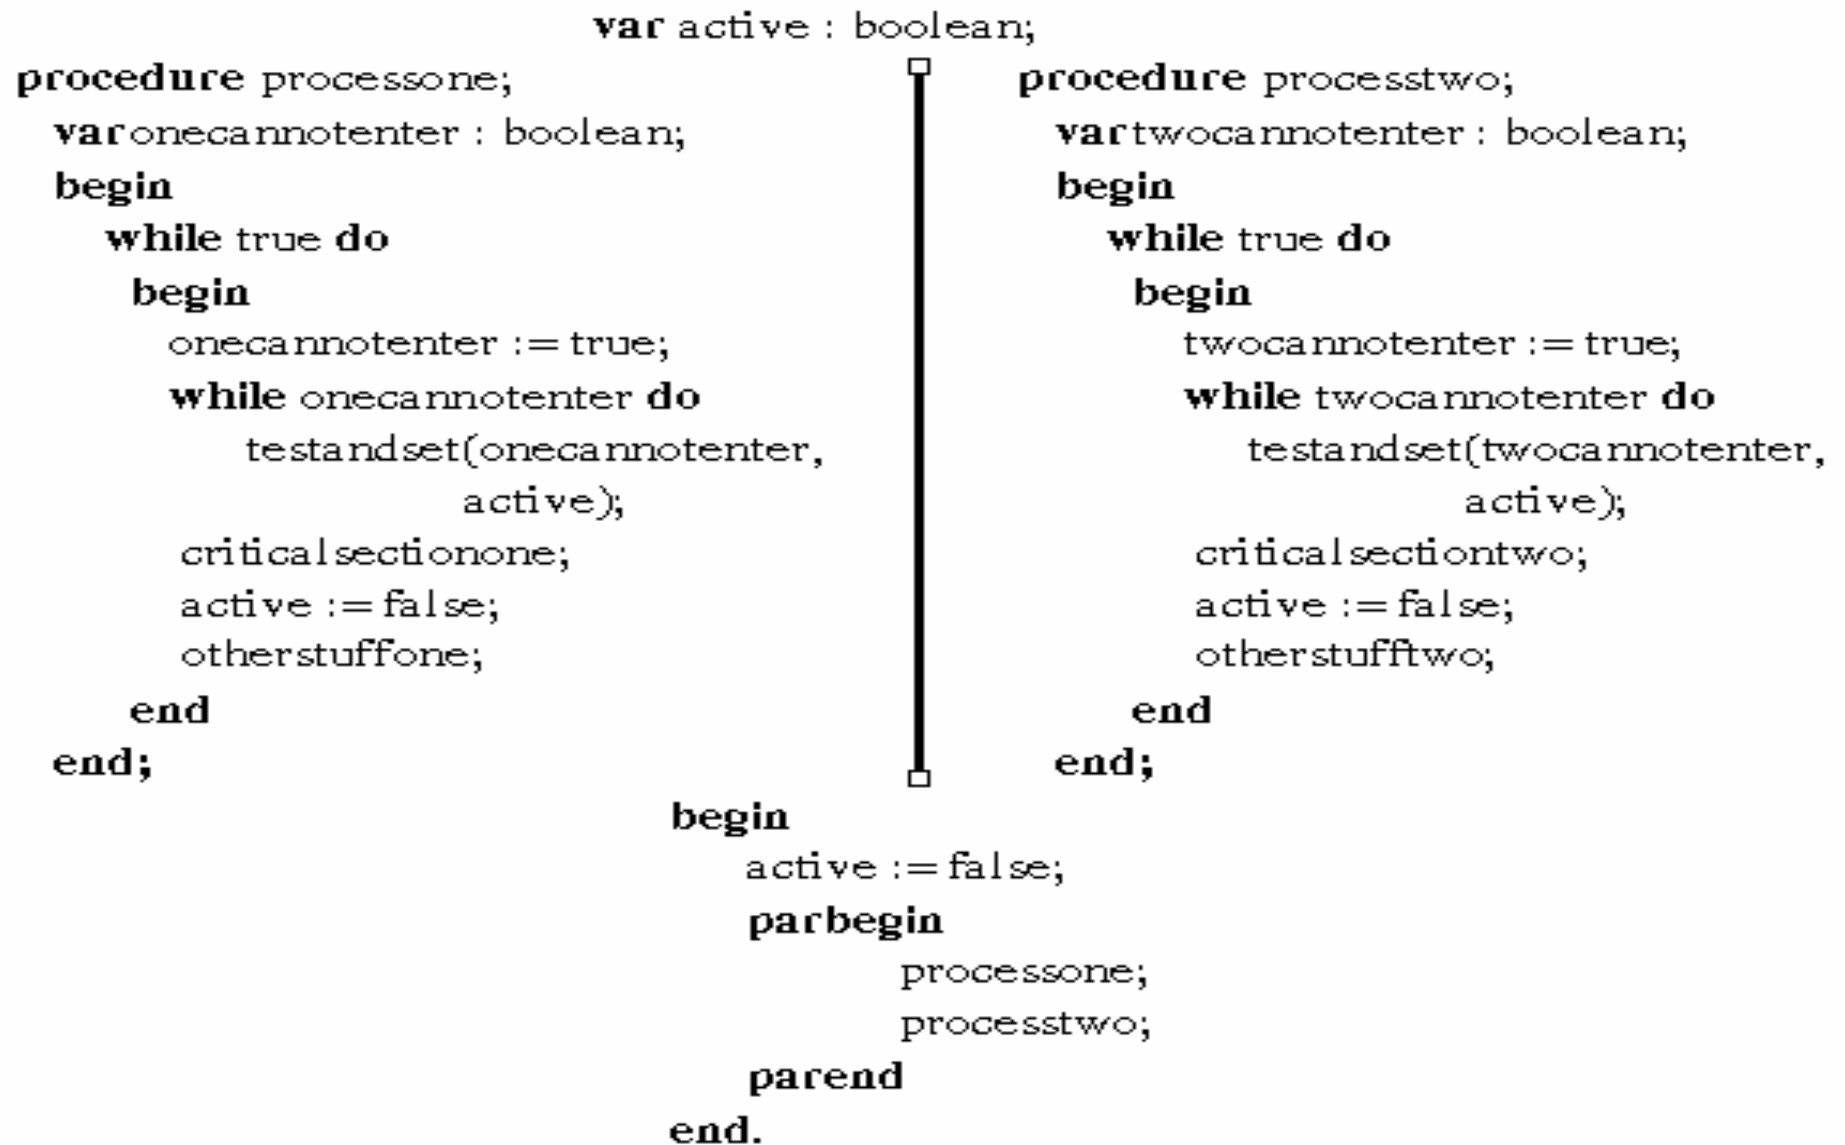 var active : boolean;
procedure processone;
var onecannotenter : boolean;
begin
while true do
begin
onecannotenter := true;
while onecannotenter do
testandset(onecannotenter,
active);
criticalsectionone;
active := false;
otherstuffone;
end
end;
procedure processtwo;
var twocannotenter : boolean;
begin
while true do
begin
twocannotenter := true;
while twocannotenter do
testandset(twocannotenter,
active);
criticalsectiontwo;
active := false;
otherstufftwo;
end
end;
begin
active := false;
parbegin
processone;
processtwo;
parend
end.